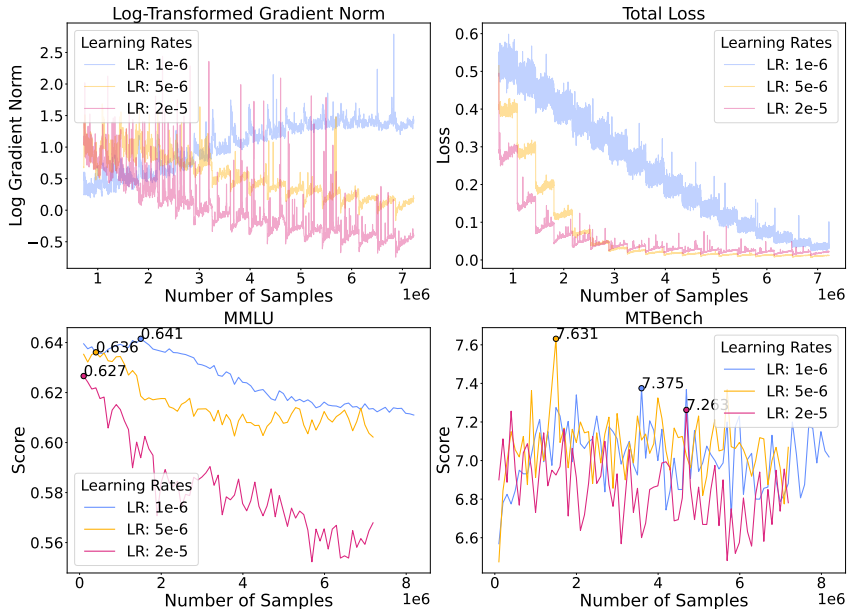 Log-Transformed Gradient Norm
Learning Rates
LR: 1e-6
LR: 5e-6
LR: 2e-5
Log Gradient Norm
2.5
2.0
1.5
1.0
0.5
0.0
−0.5
1 2 3 4 5 6 7
Number of Samples
1e6
Total Loss
Learning Rates
LR: 1e-6
LR: 5e-6
LR: 2e-5
Loss
0.6
0.5
0.4
0.3
0.2
0.1
0.0
1 2 3 4 5 6 7
Number of Samples
1e6
MMLU
0.641
0.636
0.627
Learning Rates
LR: 1e-6
LR: 5e-6
LR: 2e-5
Score
0.64
0.62
0.60
0.58
0.56
0 2 4 6 8
Number of Samples
1e6
MTBench
7.631
7.375
7.263
Learning Rates
LR: 1e-6
LR: 5e-6
LR: 2e-5
Score
7.6
7.4
7.2
7.0
6.8
6.6
0 2 4 6 8
Number of Samples
1e6